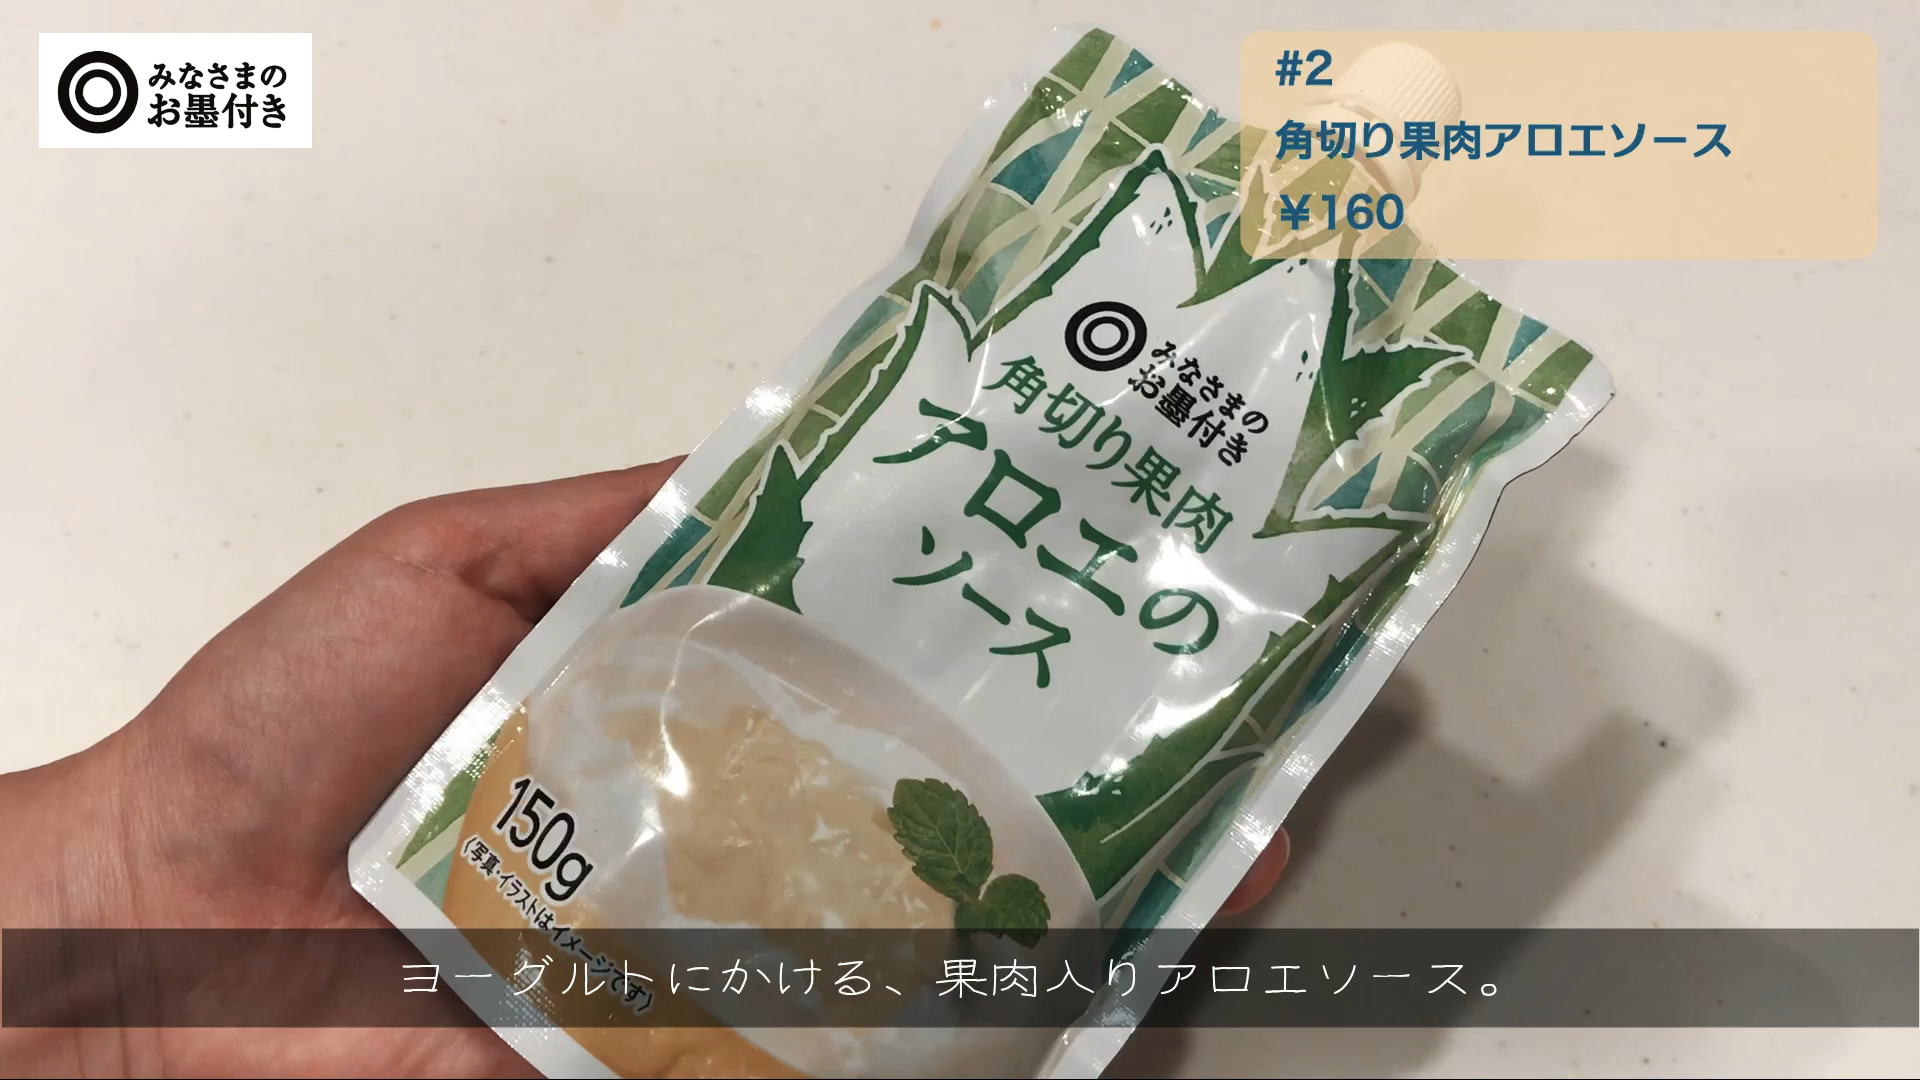 みなさまの
お墨付き
#2
角切り果肉アロエソース
¥160
みなさまの
お墨付き
角切り果肉
アロエの
ソース
150g
(写真・イラストはイメージです)
ヨーグルトにかける、果肉入りアロエソース。